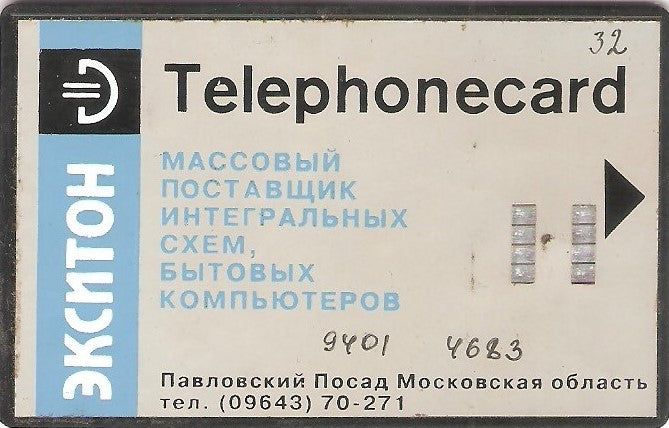 32
Telephonecard
ЭКСИТОН
МАССОВЫЙ
ПОСТАВЩИК
ИНТЕГРАЛЬНЫХ
СХЕМ,
БЫТОВЫХ
КОМПЬЮТЕРОВ
9401 4683
Павловский Посад Московская область
тел. (09643) 70-271